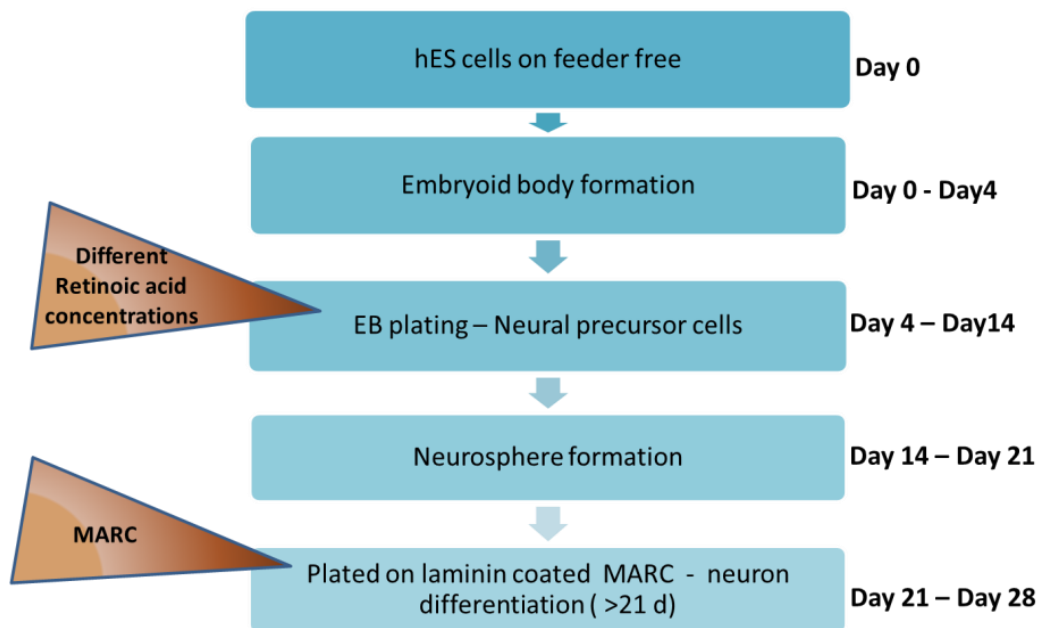 hES cells on feeder free
Day 0
Embryoid body formation
Day 0 - Day4
Different
Retinoic acid
concentrations
EB plating – Neural precursor cells
Day 4 – Day14
Neurosphere formation
Day 14 – Day 21
MARC
Plated on laminin coated MARC - neuron
differentiation ( >21 d)
Day 21 – Day 28